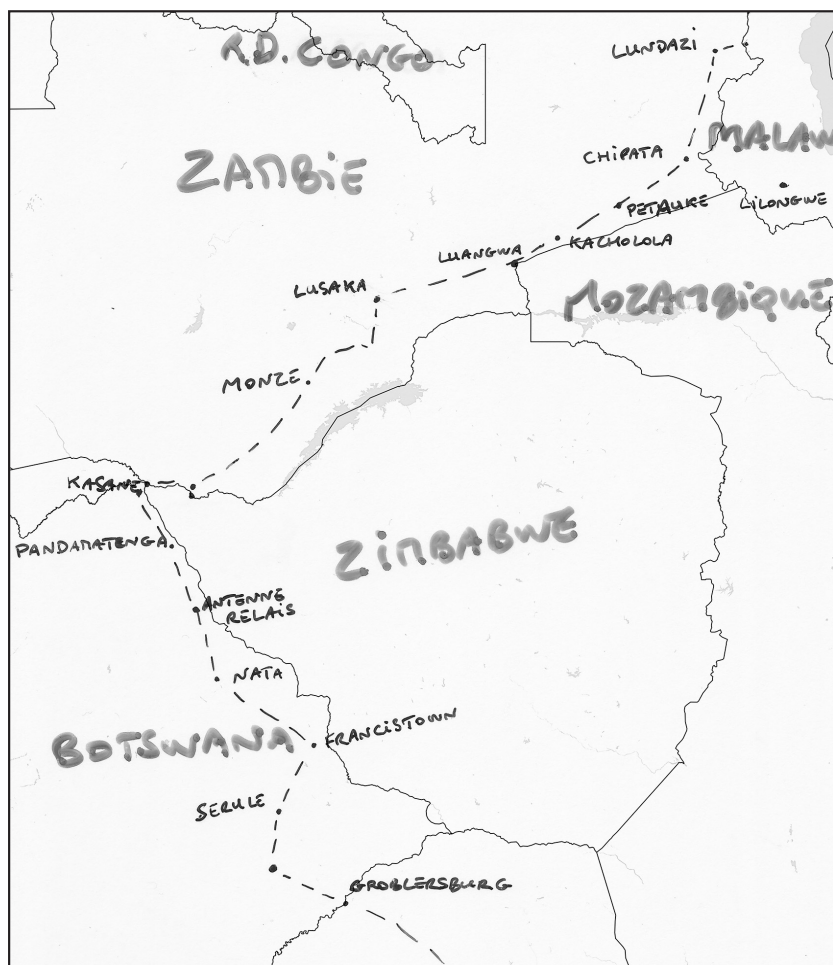 R.D. CONGO
LUNDAZI
ZAMBIE
MALAW
CHIPATA
PETAUKE
LILONGWE
LUANGWA
KACHOLOLA
LUSAKA
MOZAMBIQUE
MONZE
KASANE
PANDAMATENGA
ZIMBABWE
ANTENNE
RELAIS
NATA
BOTSWANA
FRANCISTOWN
SERULE
GROBLERSBURG